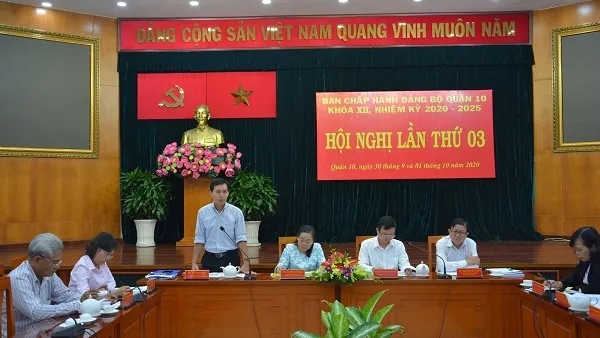 ĐẢNG CỘNG SẢN VIỆT NAM QUANG VINH MUÔN NĂM
BAN CHẤP HÀNH ĐẢNG BỘ QUẬN 10
KHÓA XII, NHIỆM KỲ 2020 - 2025
HỘI NGHỊ LẦN THỨ 03
Quận 10, ngày 30 tháng 9 và 01 tháng 10 năm 2020